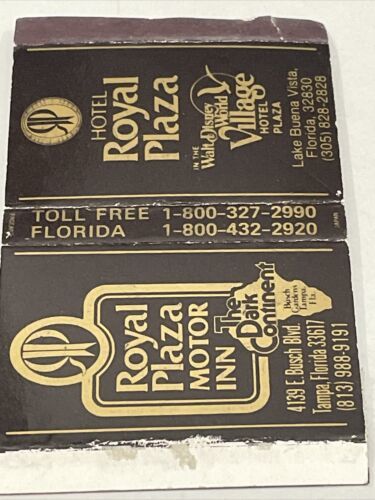 HOTEL
Royal
Plaza
IN THE
Walt Disney
World
Village
HOTEL
PLAZA
Lake Buena Vista,
Florida, 32830
(305) 828-2828
TOLL FREE 1-800-327-2990
FLORIDA 1-800-432-2920
JAPAN
Royal
Plaza
MOTOR
INN
The
Dark
Continent
Busch
Gardens
Tampa,
Fla.
4139 E. Busch Blvd.
Tampa, Florida 33617
(813) 988-9191